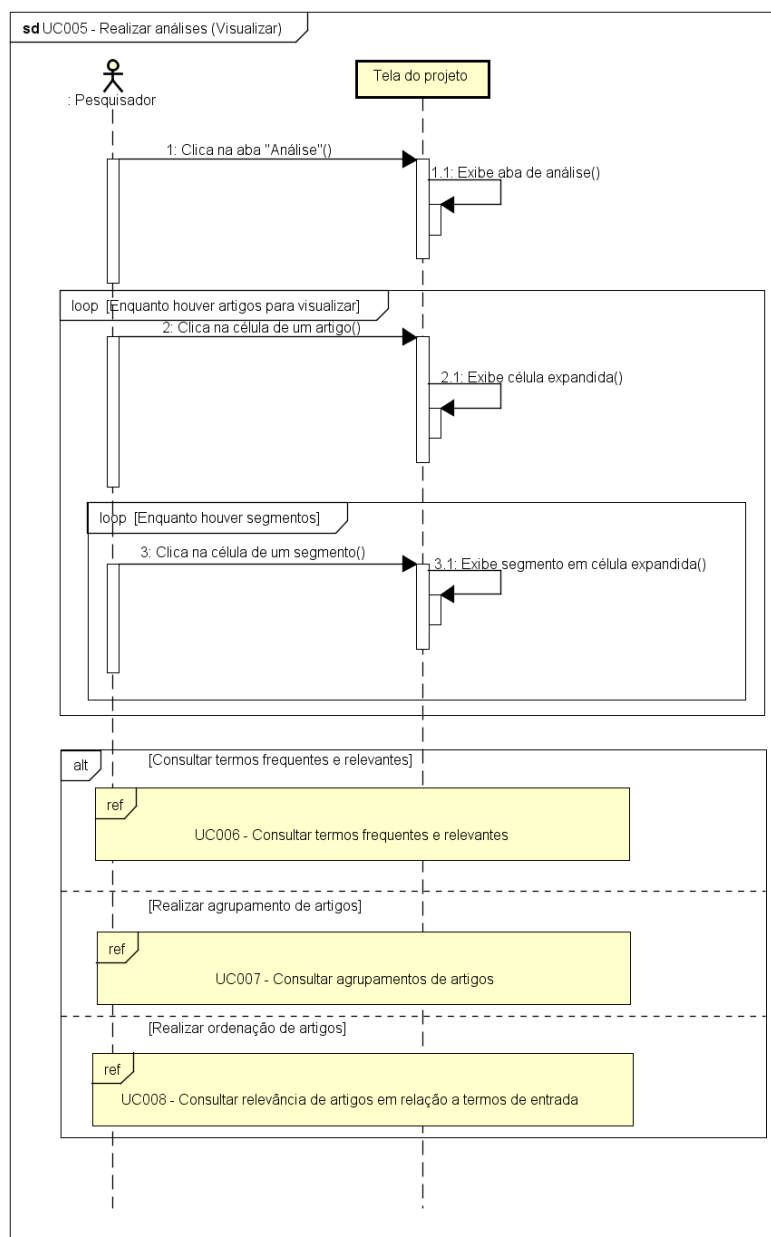 sd UC005 - Realizar análises (Visualizar)
: Pesquisador
Tela do projeto
1: Clica na aba "Análise"()
1.1: Exibe aba de análise()
loop [Enquanto houver artigos para visualizar]
2: Clica na célula de um artigo()
2.1: Exibe célula expandida()
loop [Enquanto houver segmentos]
3: Clica na célula de um segmento()
3.1: Exibe segmento em célula expandida()
alt [Consultar termos frequentes e relevantes]
ref
UC006 - Consultar termos frequentes e relevantes
[Realizar agrupamento de artigos]
ref
UC007 - Consultar agrupamentos de artigos
[Realizar ordenação de artigos]
ref
UC008 - Consultar relevância de artigos em relação a termos de entrada